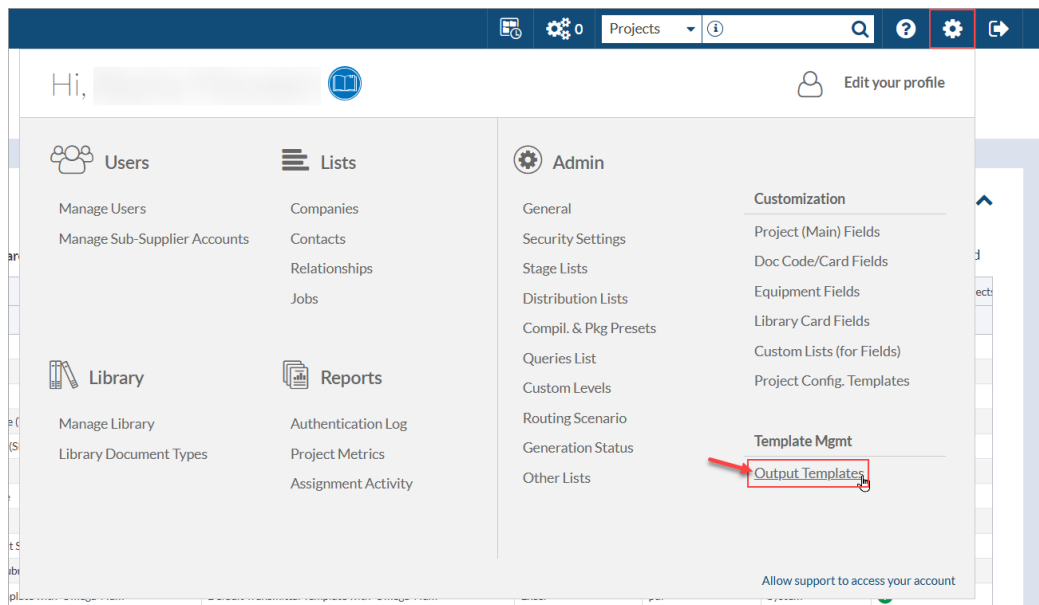 0 Projects
Hi,
Edit your profile
Users
Manage Users
Manage Sub-Supplier Accounts
Lists
Companies
Contacts
Relationships
Jobs
Library
Manage Library
Library Document Types
Reports
Authentication Log
Project Metrics
Assignment Activity
Admin
General
Security Settings
Stage Lists
Distribution Lists
Compil. & Pkg Presets
Queries List
Custom Levels
Routing Scenario
Generation Status
Other Lists
Customization
Project (Main) Fields
Doc Code/Card Fields
Equipment Fields
Library Card Fields
Custom Lists (for Fields)
Project Config. Templates
Template Mgmt
Output Templates
Allow support to access your account